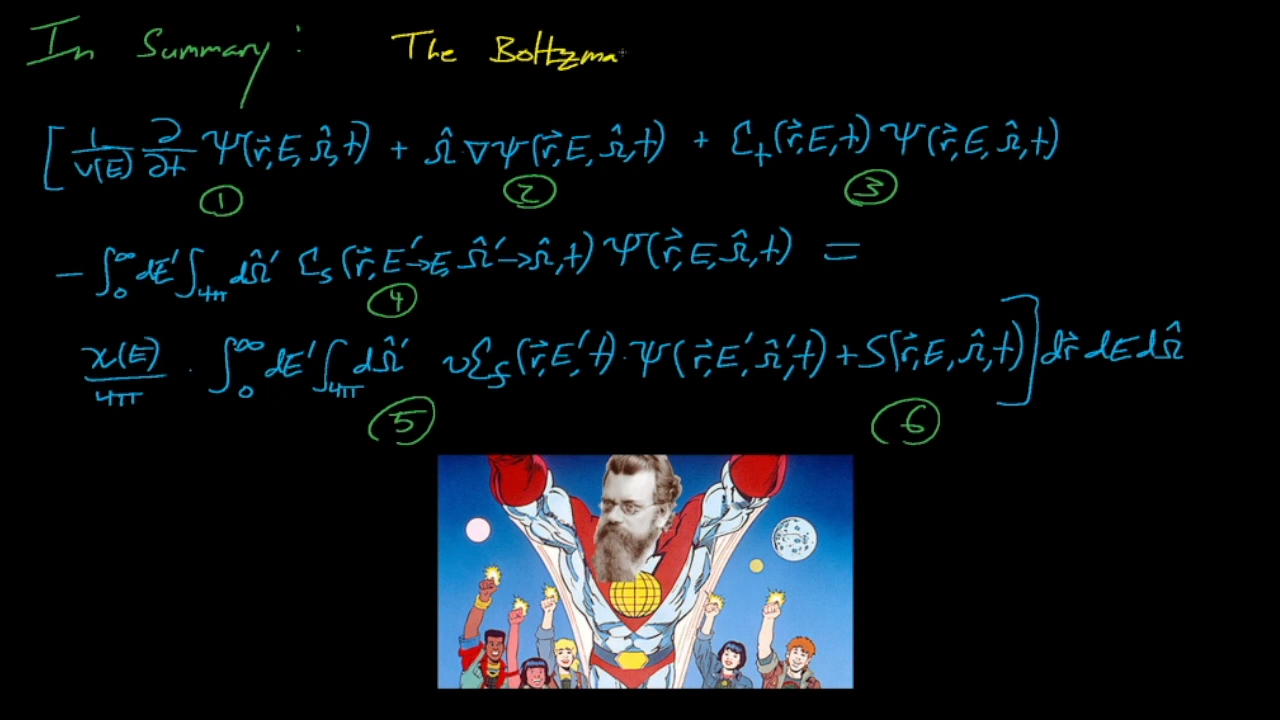 In Summary: The Boltzma
[ 1/v(E) ∂/∂t Ψ(r⃗,E,Ω̂,t) + Ω̂ ∇Ψ(r⃗,E,Ω̂,t) + Σt(r⃗,E,t) Ψ(r⃗,E,Ω̂,t)
① ② ③
- ∫₀^∞ dE′ ∫4π dΩ̂′ Σs(r⃗,E′→E,Ω̂′→Ω̂,t) Ψ(r⃗,E,Ω̂,t) =
④
χ(E)/4π · ∫₀^∞ dE′ ∫4π dΩ̂′ νΣf(r⃗,E′,t)·Ψ(r⃗,E′,Ω̂′,t) + S(r⃗,E,Ω̂,t) ] dr⃗ dE dΩ̂
⑤ ⑥